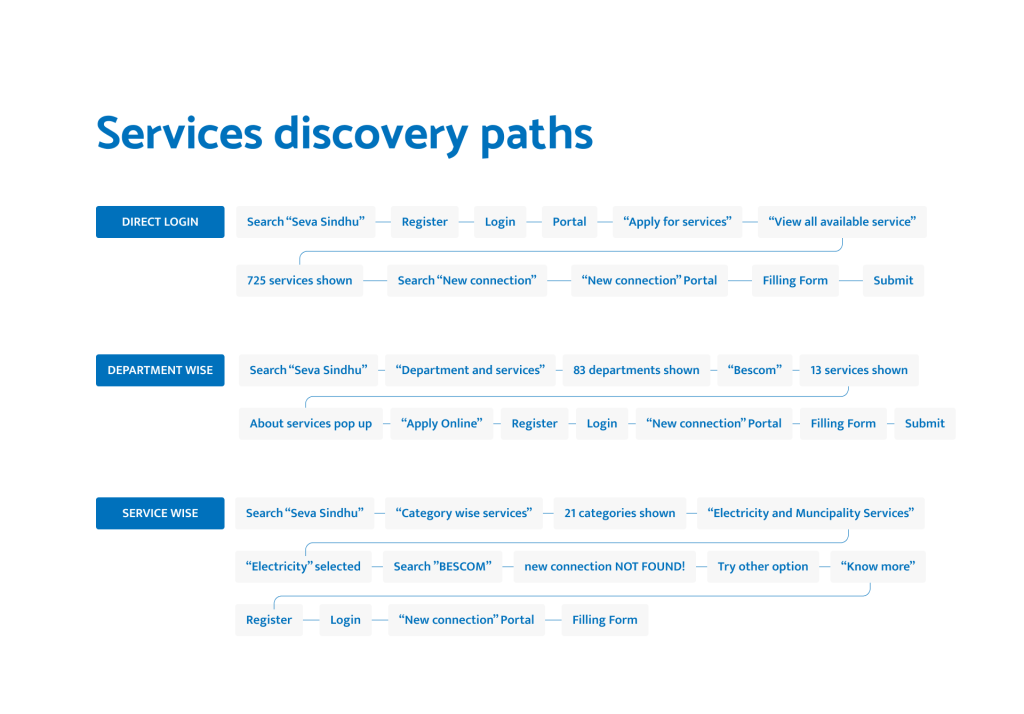 Services discovery paths
DIRECT LOGIN Search “Seva Sindhu” Register Login Portal “Apply for services” “View all available service”
725 services shown Search “New connection” “New connection” Portal Filling Form Submit
DEPARTMENT WISE Search “Seva Sindhu” “Department and services” 83 departments shown “Bescom” 13 services shown
About services pop up “Apply Online” Register Login “New connection” Portal Filling Form Submit
SERVICE WISE Search “Seva Sindhu” “Category wise services” 21 categories shown “Electricity and Muncipality Services”
“Electricity” selected Search ”BESCOM” new connection NOT FOUND! Try other option “Know more”
Register Login “New connection” Portal Filling Form